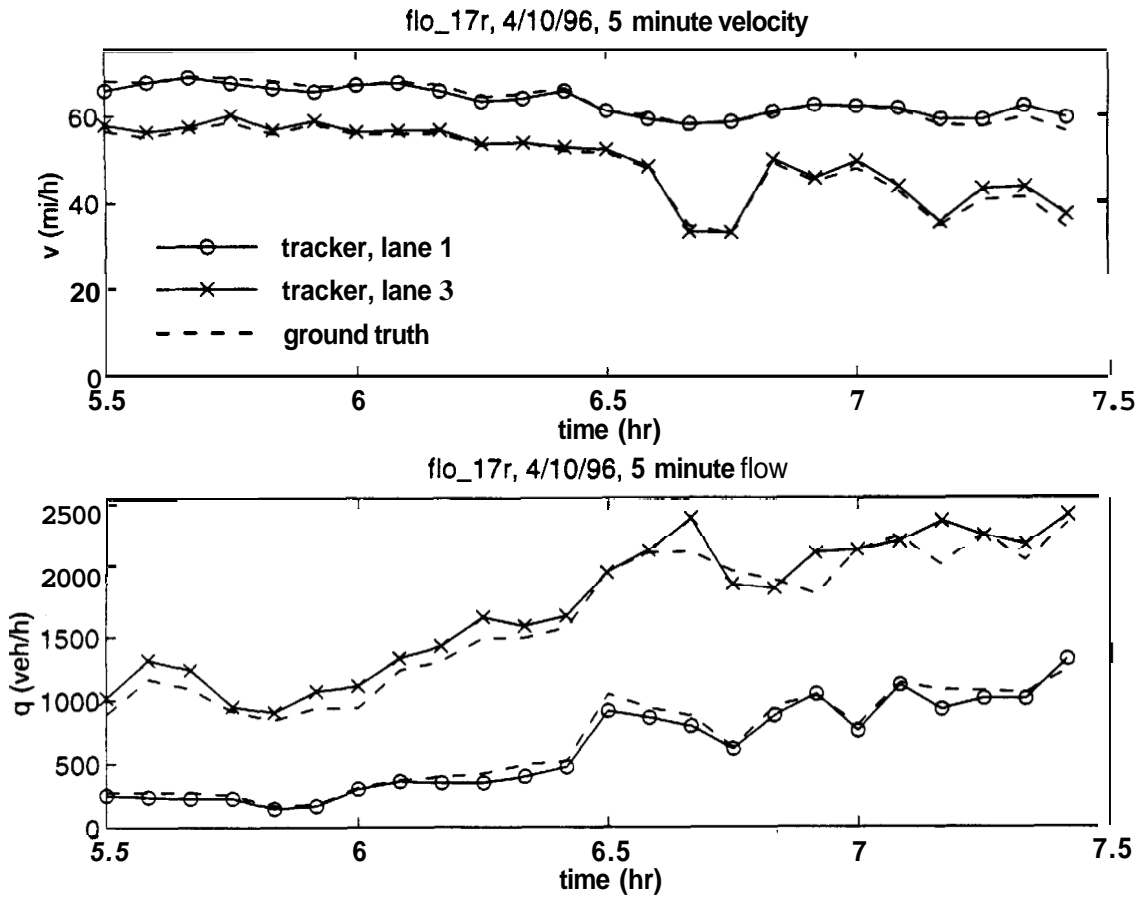 flo_17r, 4/10/96, 5 minute velocity
60
40
20
0
v (mi/h)
tracker, lane 1
tracker, lane 3
ground truth
5.5 6 6.5 7 7.5
time (hr)
flo_17r, 4/10/96, 5 minute flow
2500
2000
1500
1000
500
0
q (veh/h)
5.5 6 6.5 7 7.5
time (hr)